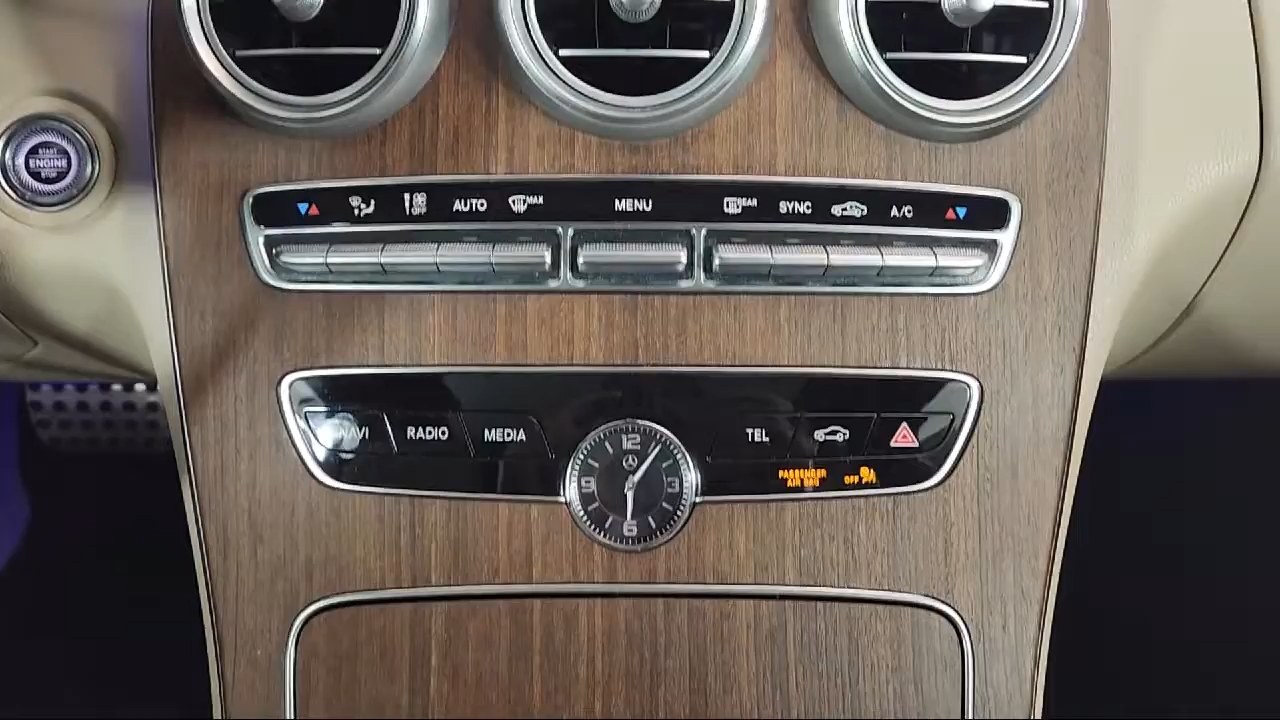 START
ENGINE
STOP
OFF AUTO MAX MENU REAR SYNC A/C
NAVI RADIO MEDIA TEL
12
9 3
6
PASSENGER
AIR BAG OFF